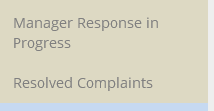 Manager Response in
Progress
Resolved Complaints